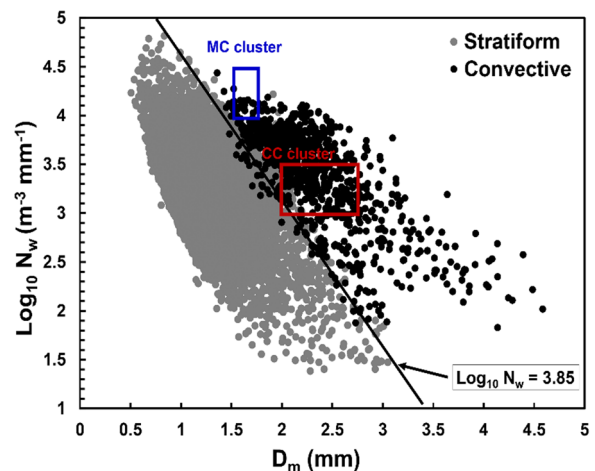 MC cluster
Stratiform
Convective
CC cluster
Log10 Nw = 3.85
Log10 Nw (m-3 mm-1)
5
4.5
4
3.5
3
2.5
2
1.5
1
0
0.5
1
1.5
2
2.5
3
3.5
4
4.5
5
Dm (mm)